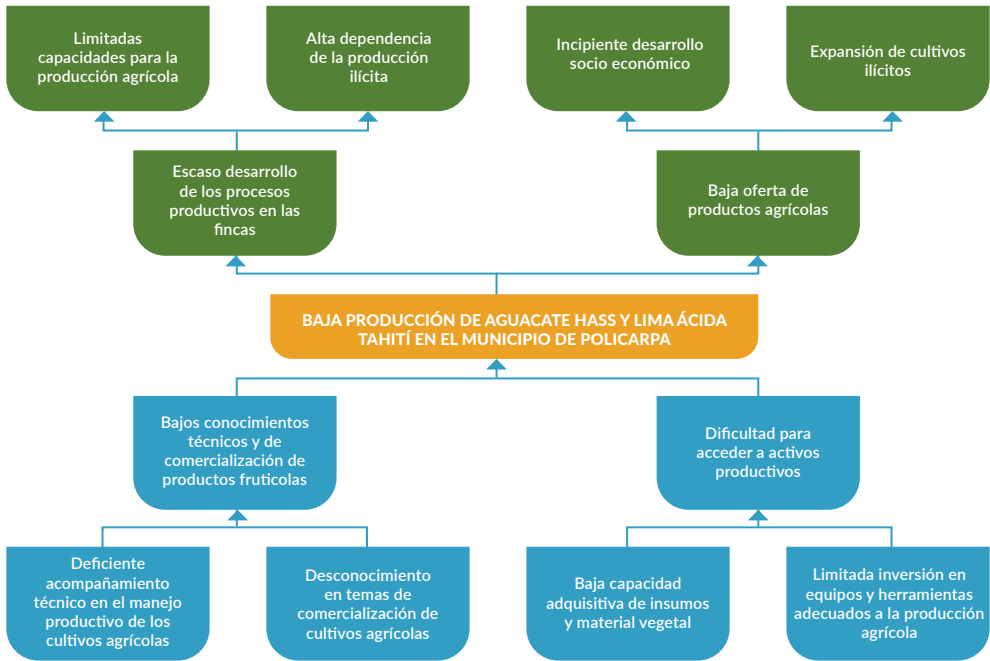 Limitadas
capacidades para la
producción agrícola
Alta dependencia
de la producción
ilícita
Incipiente desarrollo
socio económico
Expansión de cultivos
ilícitos
Escaso desarrollo
de los procesos
productivos en las
fincas
Baja oferta de
productos agrícolas
BAJA PRODUCCIÓN DE AGUACATE HASS Y LIMA ÁCIDA
TAHITÍ EN EL MUNICIPIO DE POLICARPA
Bajos conocimientos
técnicos y de
comercialización de
productos fruticolas
Dificultad para
acceder a activos
productivos
Deficiente
acompañamiento
técnico en el manejo
productivo de los
cultivos agrícolas
Desconocimiento
en temas de
comercialización de
cultivos agrícolas
Baja capacidad
adquisitiva de insumos
y material vegetal
Limitada inversión en
equipos y herramientas
adecuados a la producción
agrícola